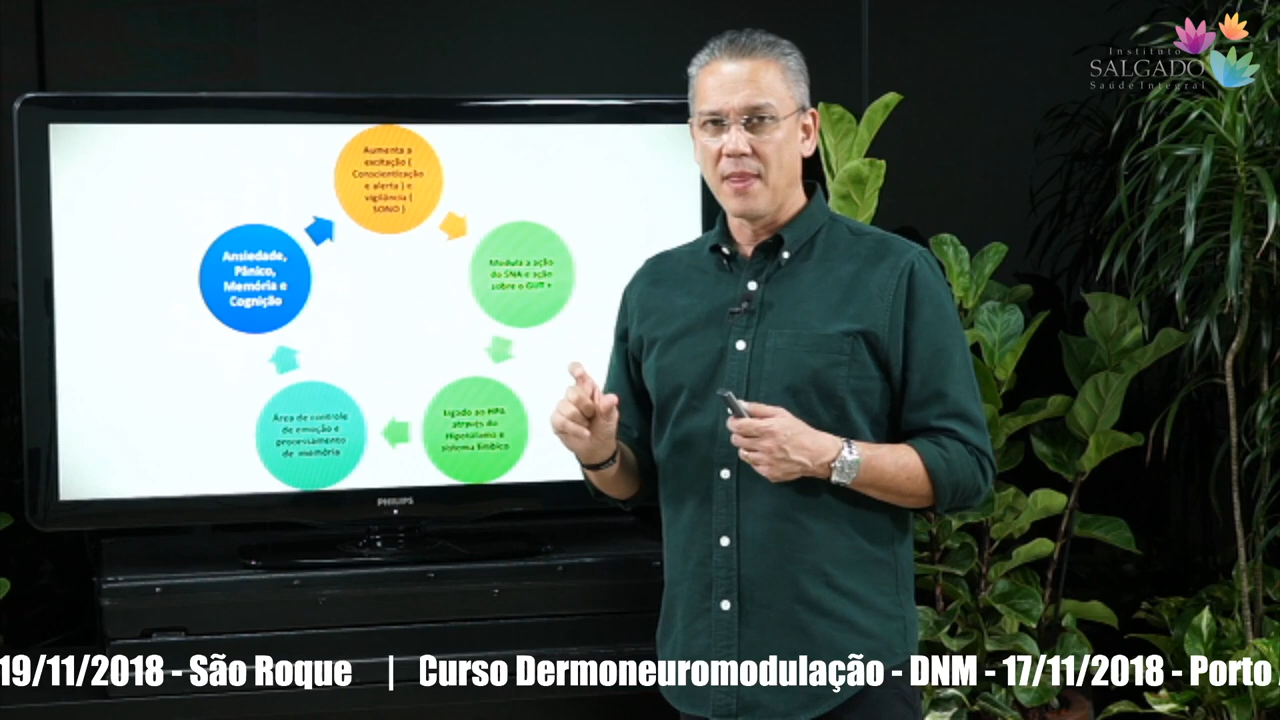 Instituto
SALGADO
Saúde Integral
Aumenta a
excitação (
Conscientização
e alerta ) e
vigilância (
SONO )
Ansiedade,
Pânico,
Memória e
Cognição
Modula a ação
do SNA e ação
sobre o GUT +
Área de controle
de emoção e
processamento
de memória
Ligado ao HPA
através do
Hipotálamo e
sistema límbico
PHILIPS
19/11/2018 - São Roque | Curso Dermoneuromodulação - DNM - 17/11/2018 - Porto